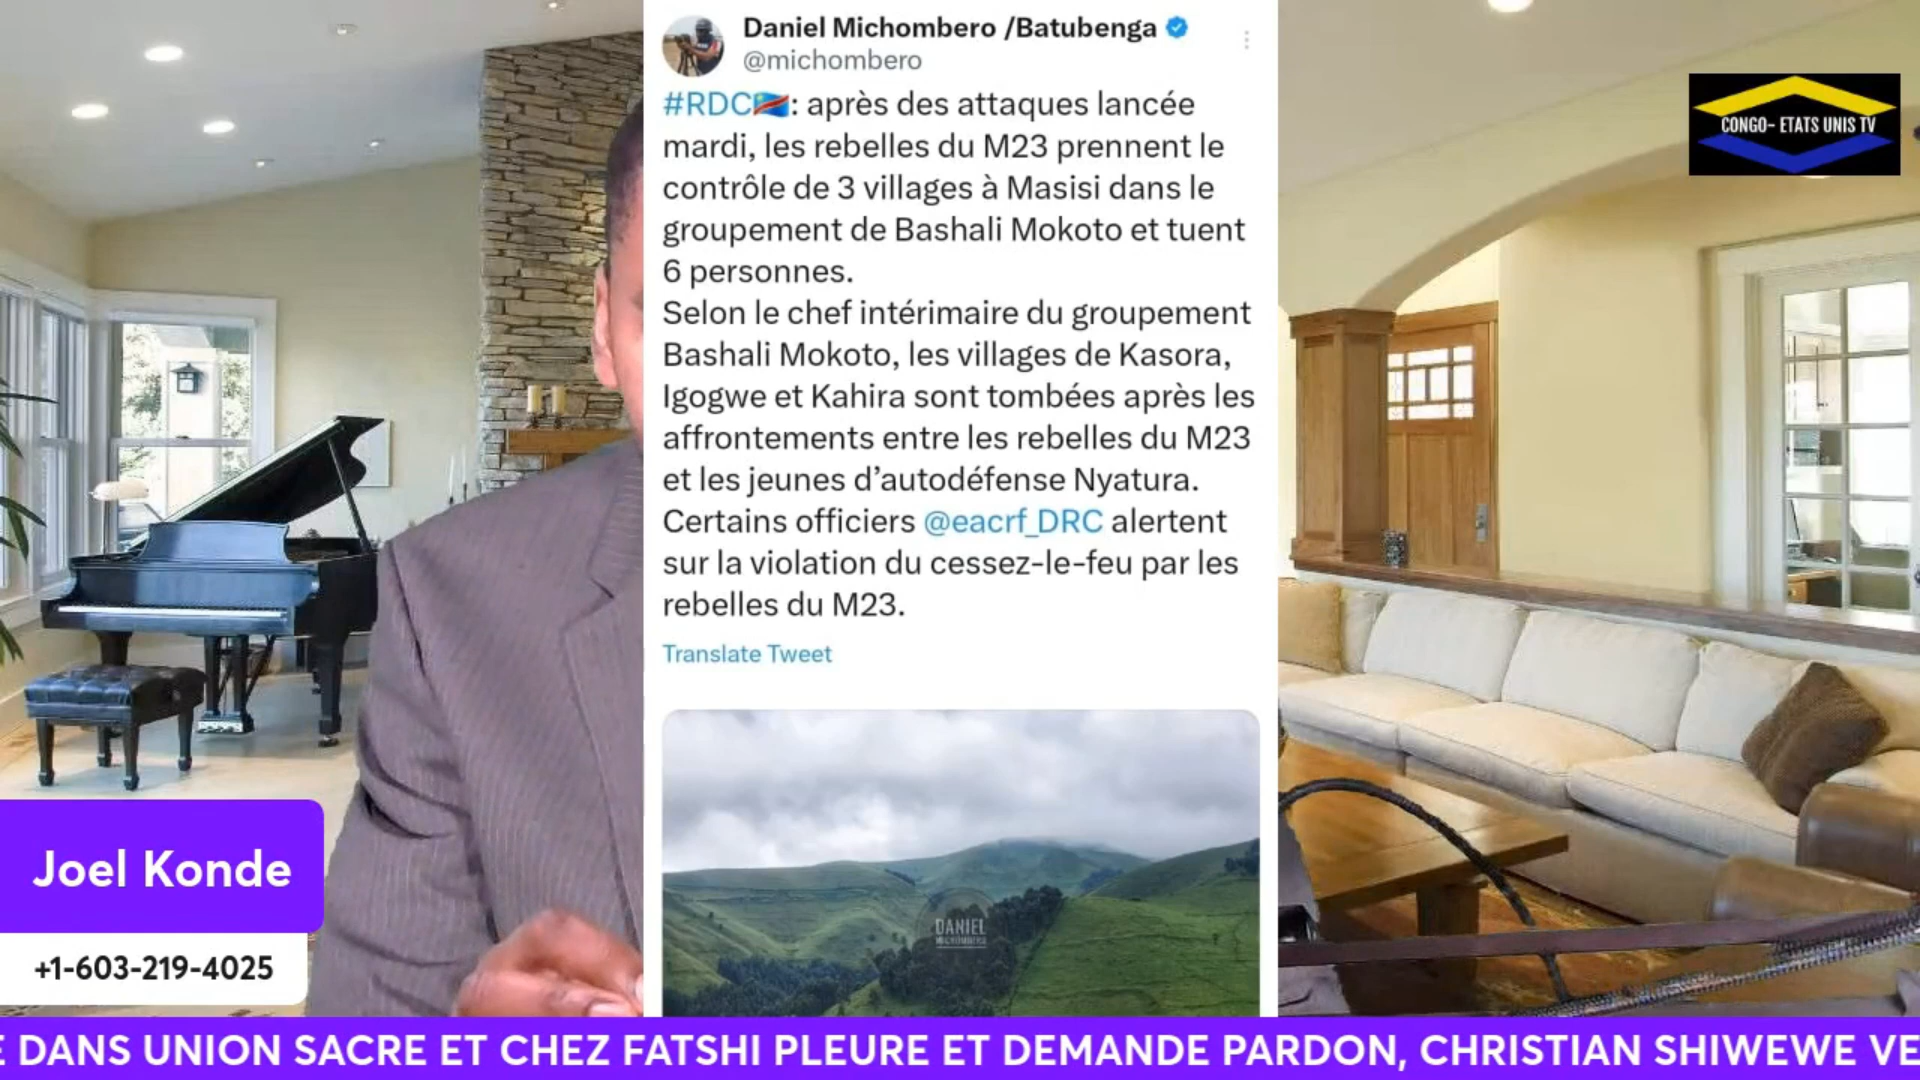 Daniel Michombero /Batubenga
@michombero
#RDC🇨🇩: après des attaques lancée
mardi, les rebelles du M23 prennent le
contrôle de 3 villages à Masisi dans le
groupement de Bashali Mokoto et tuent
6 personnes.
Selon le chef intérimaire du groupement
Bashali Mokoto, les villages de Kasora,
Igogwe et Kahira sont tombées après les
affrontements entre les rebelles du M23
et les jeunes d’autodéfense Nyatura.
Certains officiers @eacrf_DRC alertent
sur la violation du cessez-le-feu par les
rebelles du M23.
Translate Tweet
DANIEL
MICHOMBERO
CONGO- ETATS UNIS TV
Joel Konde
+1-603-219-4025
E DANS UNION SACRE ET CHEZ FATSHI PLEURE ET DEMANDE PARDON, CHRISTIAN SHIWEWE VE